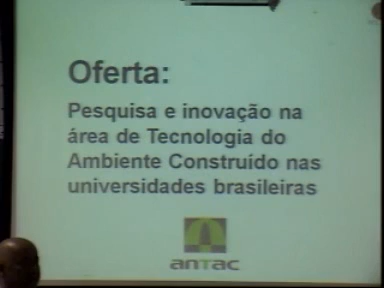 Oferta:
Pesquisa e inovação na
área de Tecnologia do
Ambiente Construído nas
universidades brasileiras
antac